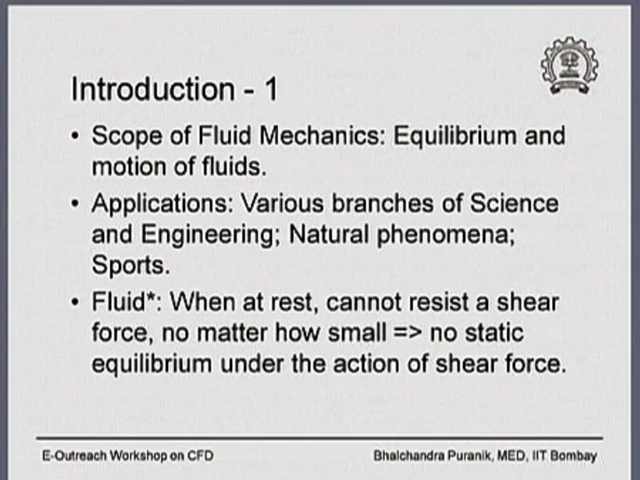 Introduction - 1
• Scope of Fluid Mechanics: Equilibrium and
motion of fluids.
• Applications: Various branches of Science
and Engineering; Natural phenomena;
Sports.
• Fluid*: When at rest, cannot resist a shear
force, no matter how small => no static
equilibrium under the action of shear force.
E-Outreach Workshop on CFD
Bhalchandra Puranik, MED, IIT Bombay